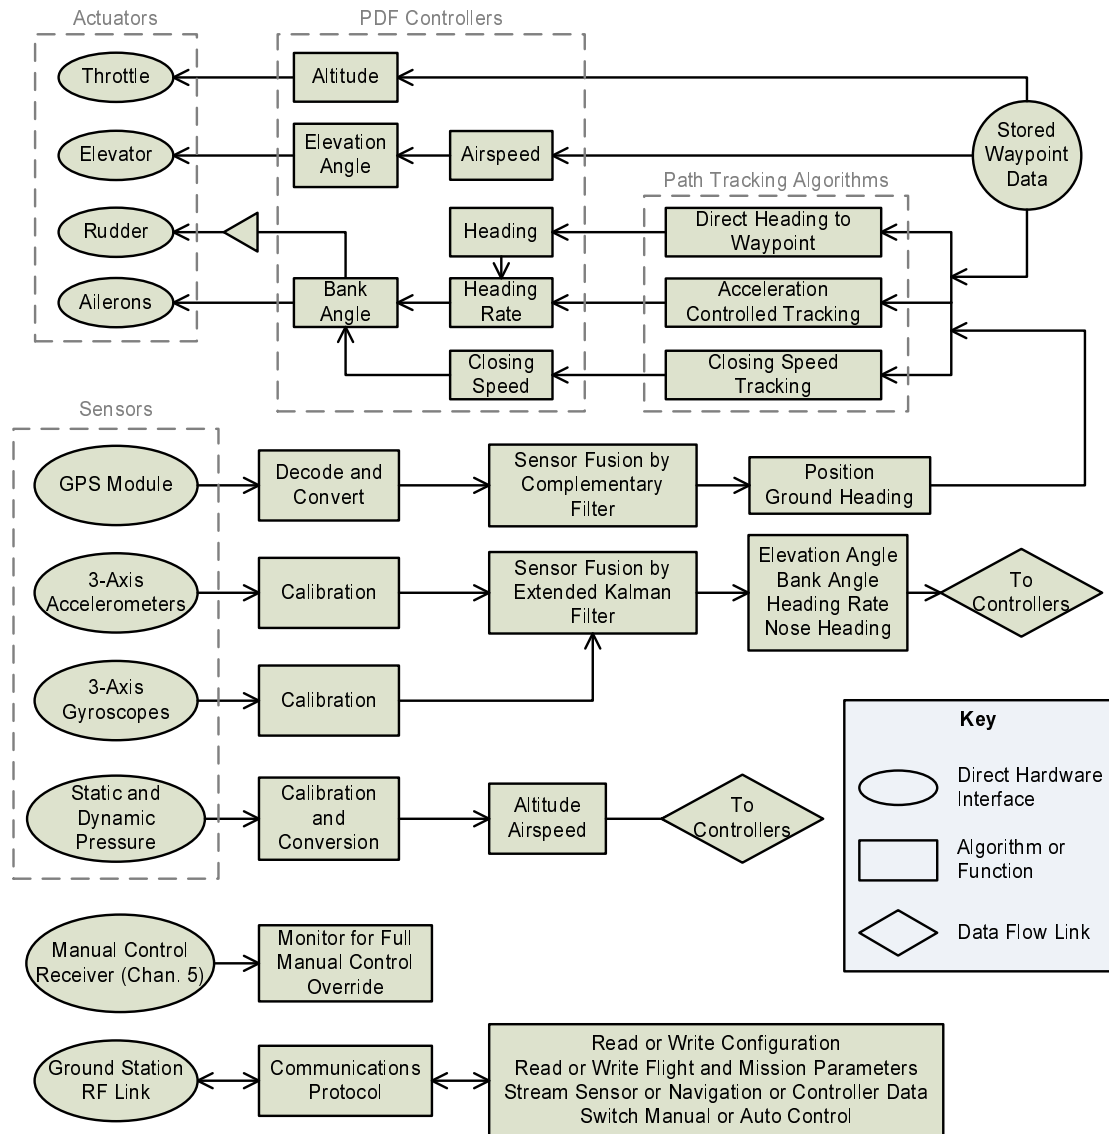 Actuators
PDF Controllers
Throttle
Altitude
Stored
Waypoint
Data
Elevator
Elevation
Angle
Airspeed
Path Tracking Algorithms
Rudder
Heading
Direct Heading to
Waypoint
Ailerons
Bank
Angle
Heading
Rate
Acceleration
Controlled Tracking
Closing
Speed
Closing Speed
Tracking
Sensors
GPS Module
Decode and
Convert
Sensor Fusion by
Complementary
Filter
Position
Ground Heading
3-Axis
Accelerometers
Calibration
Sensor Fusion by
Extended Kalman
Filter
Elevation Angle
Bank Angle
Heading Rate
Nose Heading
To
Controllers
3-Axis
Gyroscopes
Calibration
Static and
Dynamic
Pressure
Calibration
and
Conversion
Altitude
Airspeed
To
Controllers
Key
Direct Hardware
Interface
Algorithm or
Function
Data Flow Link
Manual Control
Receiver (Chan. 5)
Monitor for Full
Manual Control
Override
Ground Station
RF Link
Communications
Protocol
Read or Write Configuration
Read or Write Flight and Mission Parameters
Stream Sensor or Navigation or Controller Data
Switch Manual or Auto Control